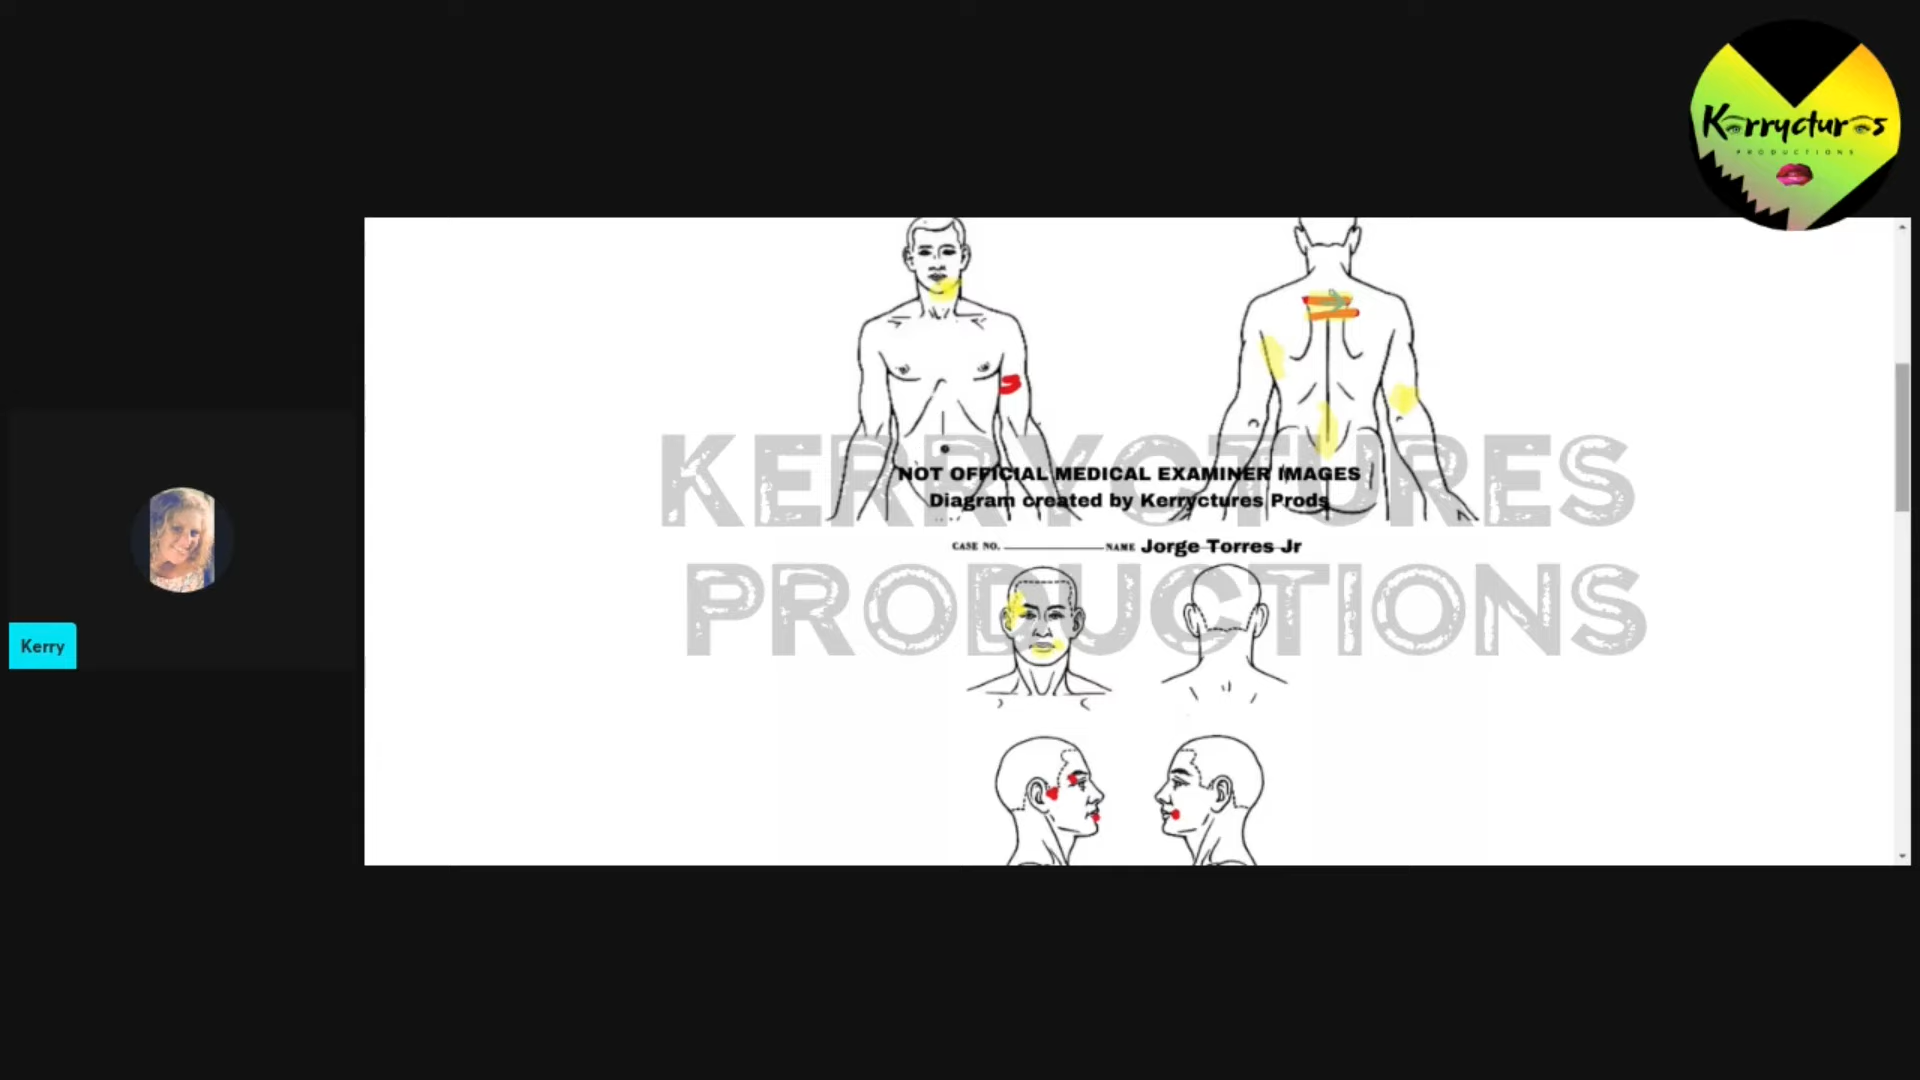 Kerryctures
PRODUCTIONS
KERRYCTURES
NOT OFFICIAL MEDICAL EXAMINER IMAGES
Diagram created by Kerryctures Prods
CASE NO. NAME Jorge Torres Jr
PRODUCTIONS
Kerry